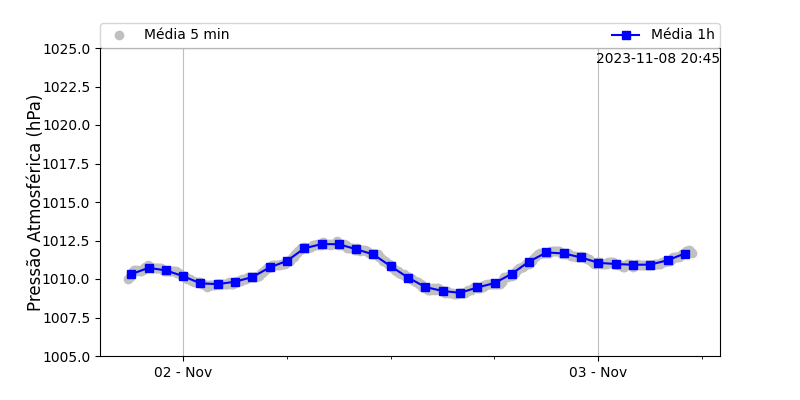 Média 5 min
Média 1h
2023-11-08 20:45
Pressão Atmosférica (hPa)
1025.0
1022.5
1020.0
1017.5
1015.0
1012.5
1010.0
1007.5
1005.0
02 - Nov
03 - Nov